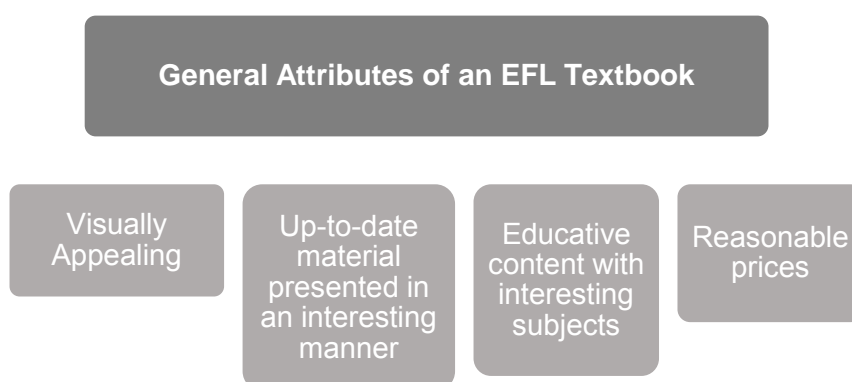 General Attributes of an EFL Textbook
Visually
Appealing
Up-to-date
material
presented in
an interesting
manner
Educative
content with
interesting
subjects
Reasonable
prices